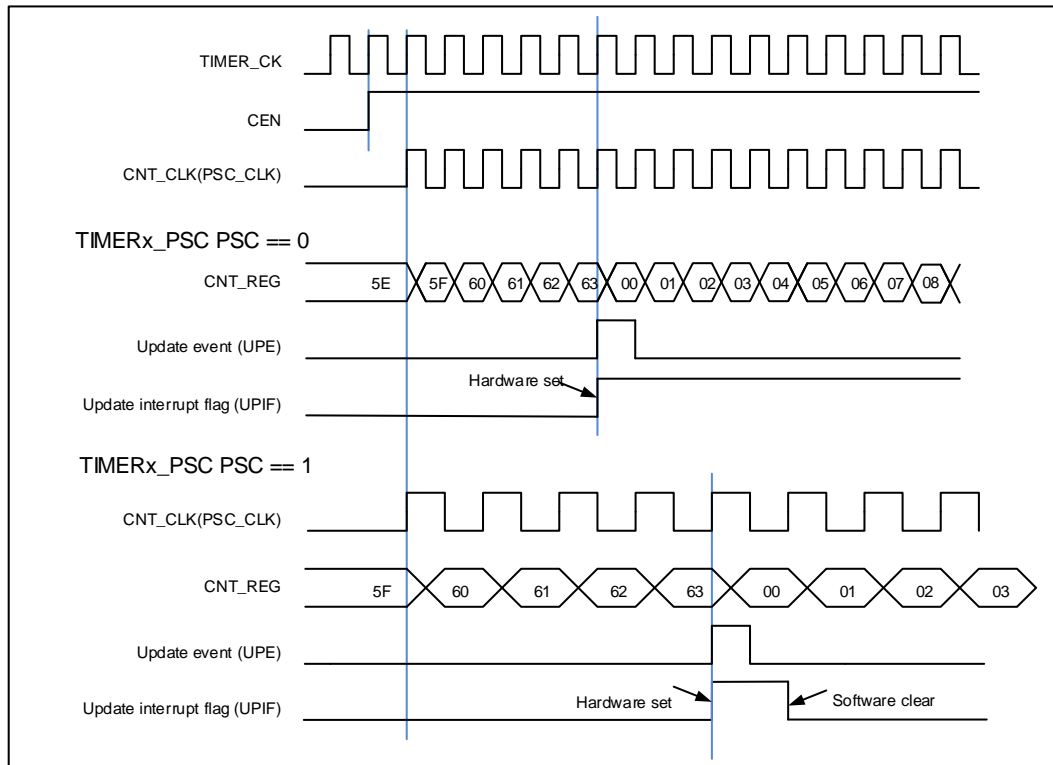 TIMER_CK
CEN
CNT_CLK(PSC_CLK)
TIMERx_PSC PSC == 0
CNT_REG 5E 5F 60 61 62 63 00 01 02 03 04 05 06 07 08
Update event (UPE)
Hardware set
Update interrupt flag (UPIF)
TIMERx_PSC PSC == 1
CNT_CLK(PSC_CLK)
CNT_REG 5F 60 61 62 63 00 01 02 03
Update event (UPE)
Hardware set Software clear
Update interrupt flag (UPIF)